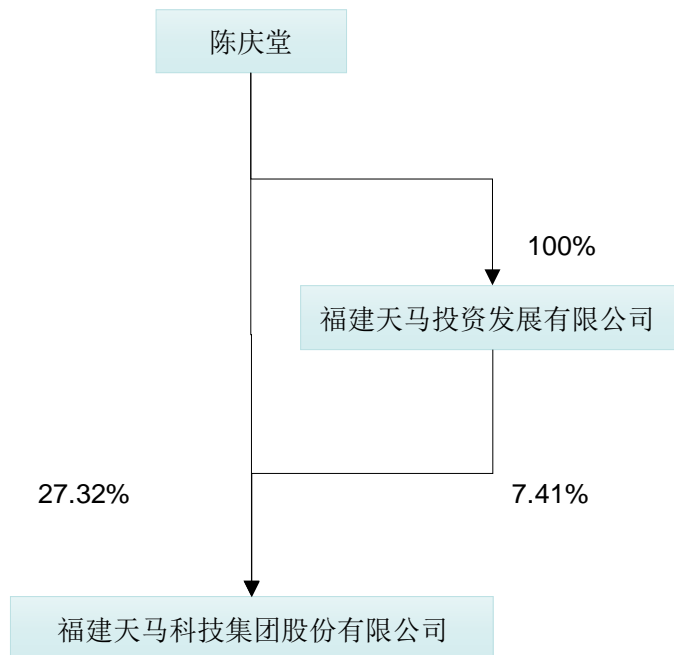 陈庆堂
100%
福建天马投资发展有限公司
27.32%
7.41%
福建天马科技集团股份有限公司